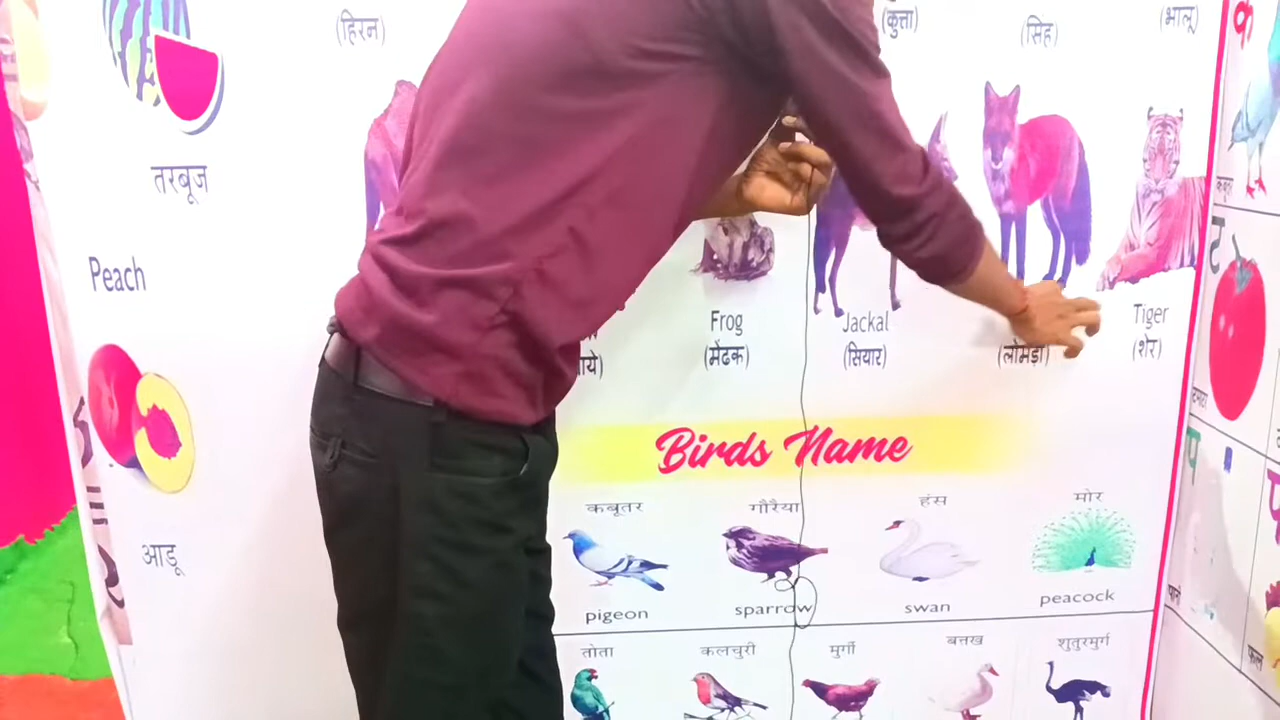 (हिरन)
(कुत्ता)
(सिंह)
(भालू)
क
तरबूज
Peach
ट
Frog
Jackal
Tiger
(मेंढक)
(सियार)
(लोमड़ी)
(शेर)
आडू
Birds Name
प
कबूतर
गौरैया
हंस
मोर
pigeon
sparrow
swan
peacock
तोता
कलचुरी
मुर्गी
बत्तख
शुतुरमुर्ग